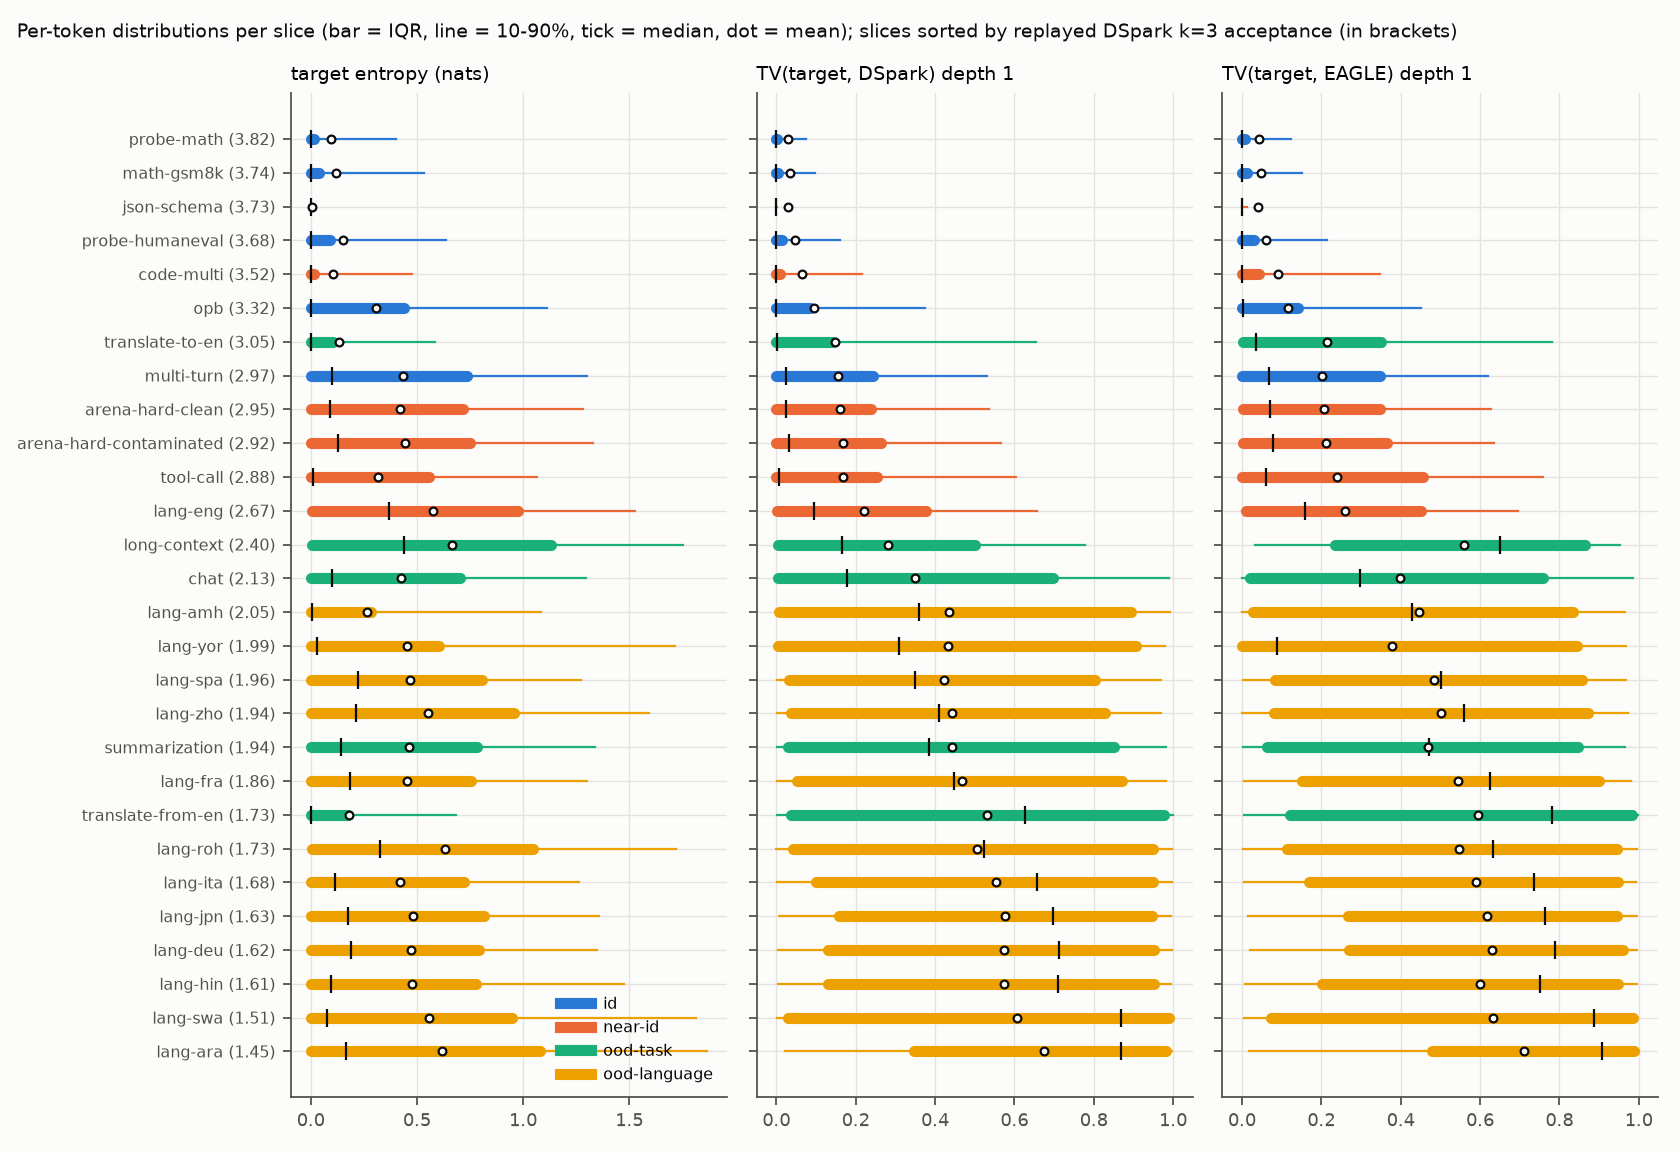 Per-token distributions per slice (bar = IQR, line = 10-90%, tick = median, dot = mean); slices sorted by replayed DSpark k=3 acceptance (in brackets)
target entropy (nats)
TV(target, DSpark) depth 1
TV(target, EAGLE) depth 1
probe-math (3.82)
math-gsm8k (3.74)
json-schema (3.73)
probe-humaneval (3.68)
code-multi (3.52)
opb (3.32)
translate-to-en (3.05)
multi-turn (2.97)
arena-hard-clean (2.95)
arena-hard-contaminated (2.92)
tool-call (2.88)
lang-eng (2.67)
long-context (2.40)
chat (2.13)
lang-amh (2.05)
lang-yor (1.99)
lang-spa (1.96)
lang-zho (1.94)
summarization (1.94)
lang-fra (1.86)
translate-from-en (1.73)
lang-roh (1.73)
lang-ita (1.68)
lang-jpn (1.63)
lang-deu (1.62)
lang-hin (1.61)
lang-swa (1.51)
lang-ara (1.45)
id
near-id
ood-task
ood-language
0.0 0.5 1.0 1.5
0.0 0.2 0.4 0.6 0.8 1.0
0.0 0.2 0.4 0.6 0.8 1.0